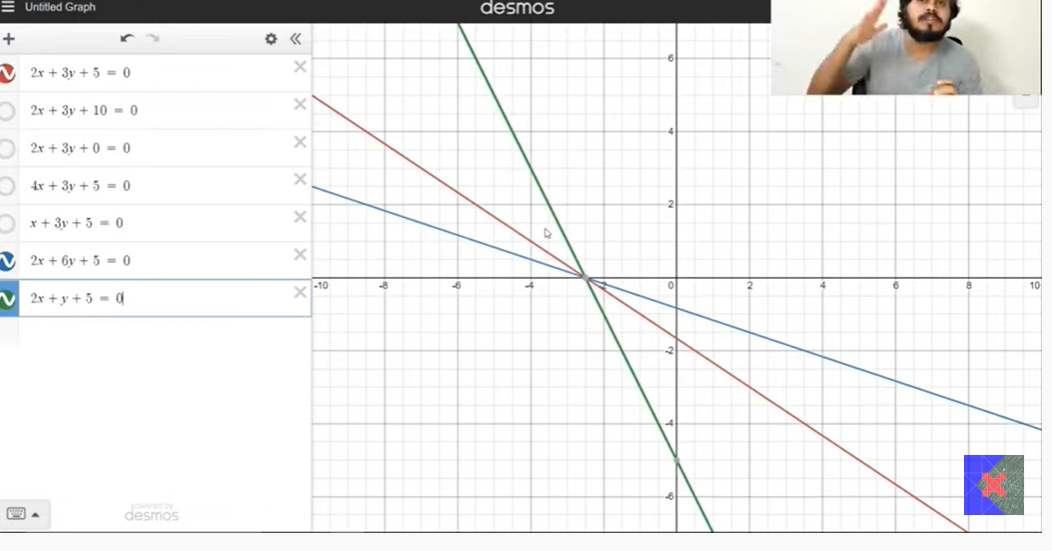 Untitled Graph
desmos
2x + 3y + 5 = 0
2x + 3y + 10 = 0
2x + 3y + 0 = 0
4x + 3y + 5 = 0
x + 3y + 5 = 0
2x + 6y + 5 = 0
2x + y + 5 = 0
6
4
2
-10 -8 -6 -4 -2 0 2 4 6 8 10
-2
-4
-6
powered by
desmos